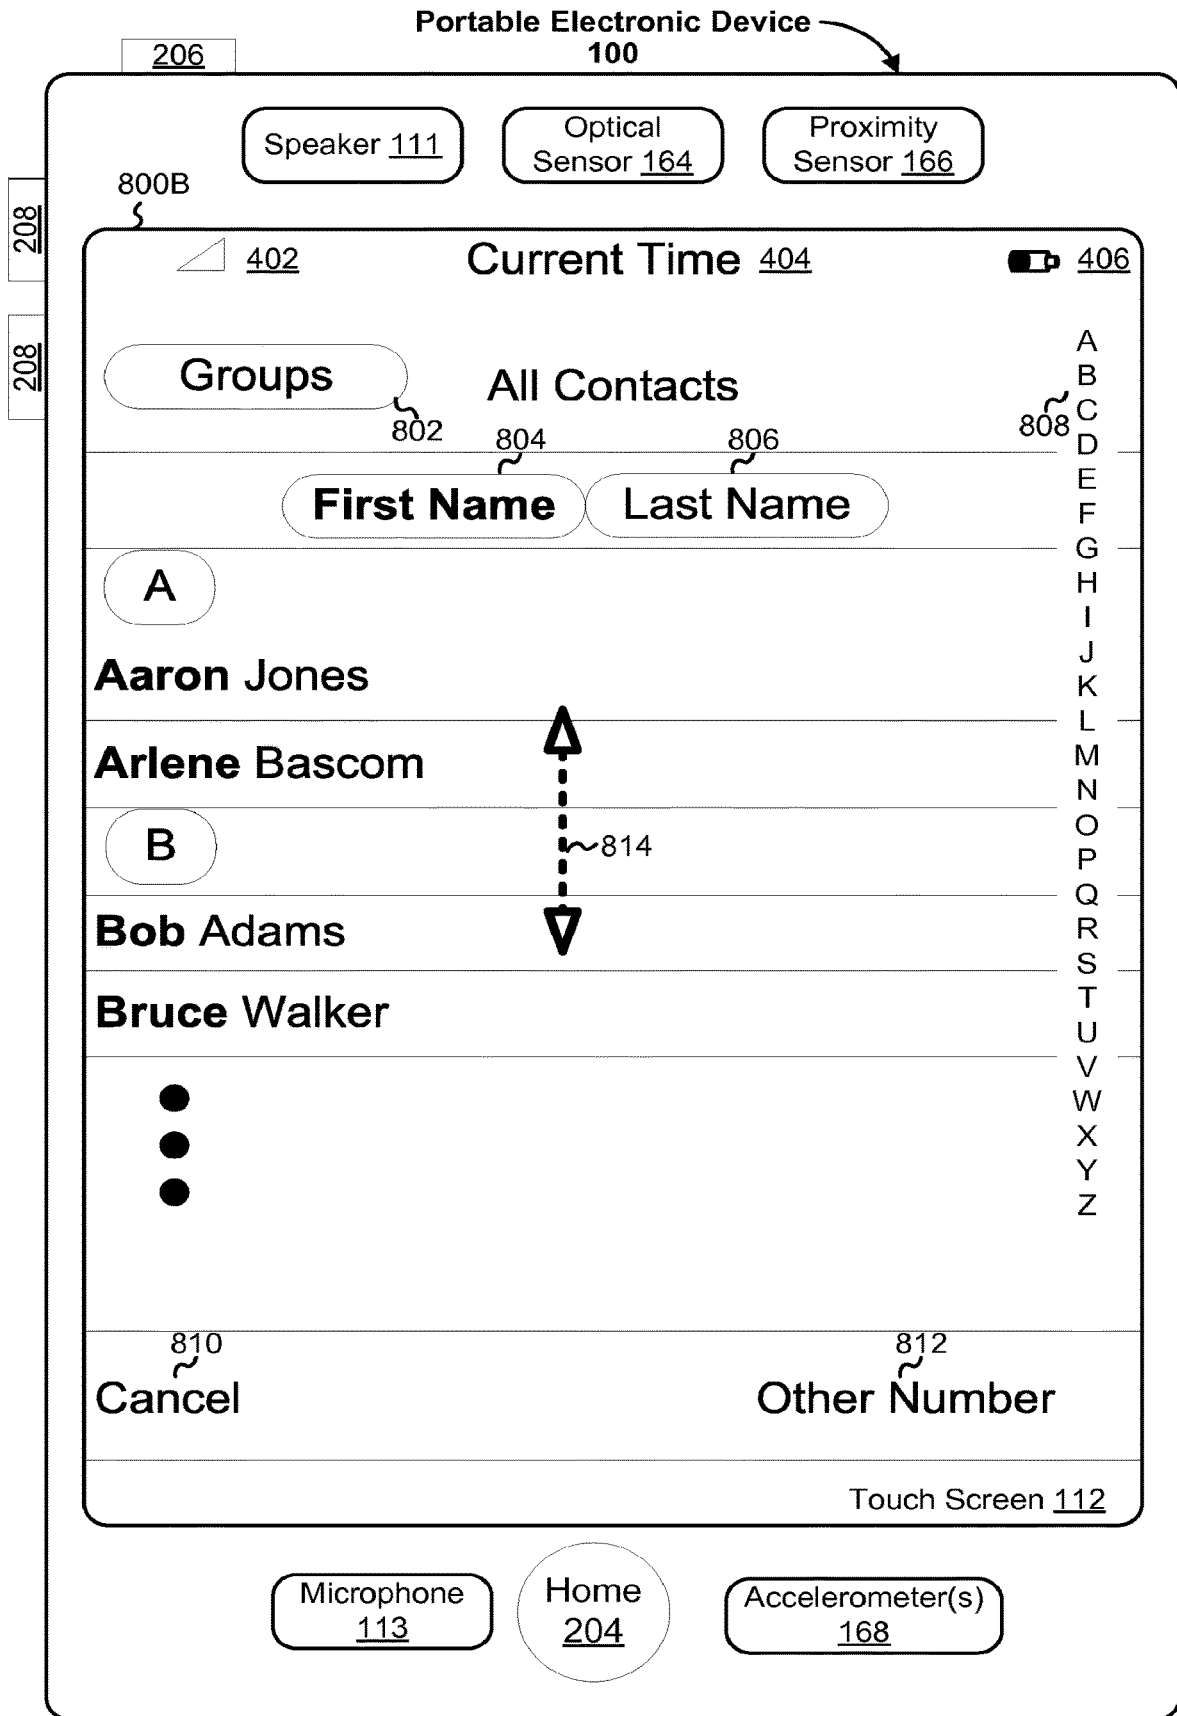 Portable Electronic Device
100
206
Speaker 111
Optical
Sensor 164
Proximity
Sensor 166
800B
208
208
402
Current Time 404
406
Groups
802
All Contacts
808
804
806
First Name
Last Name
A
Aaron Jones
Arlene Bascom
B
814
Bob Adams
Bruce Walker
A
B
C
D
E
F
G
H
I
J
K
L
M
N
O
P
Q
R
S
T
U
V
W
X
Y
Z
810
Cancel
812
Other Number
Touch Screen 112
Microphone
113
Home
204
Accelerometer(s)
168